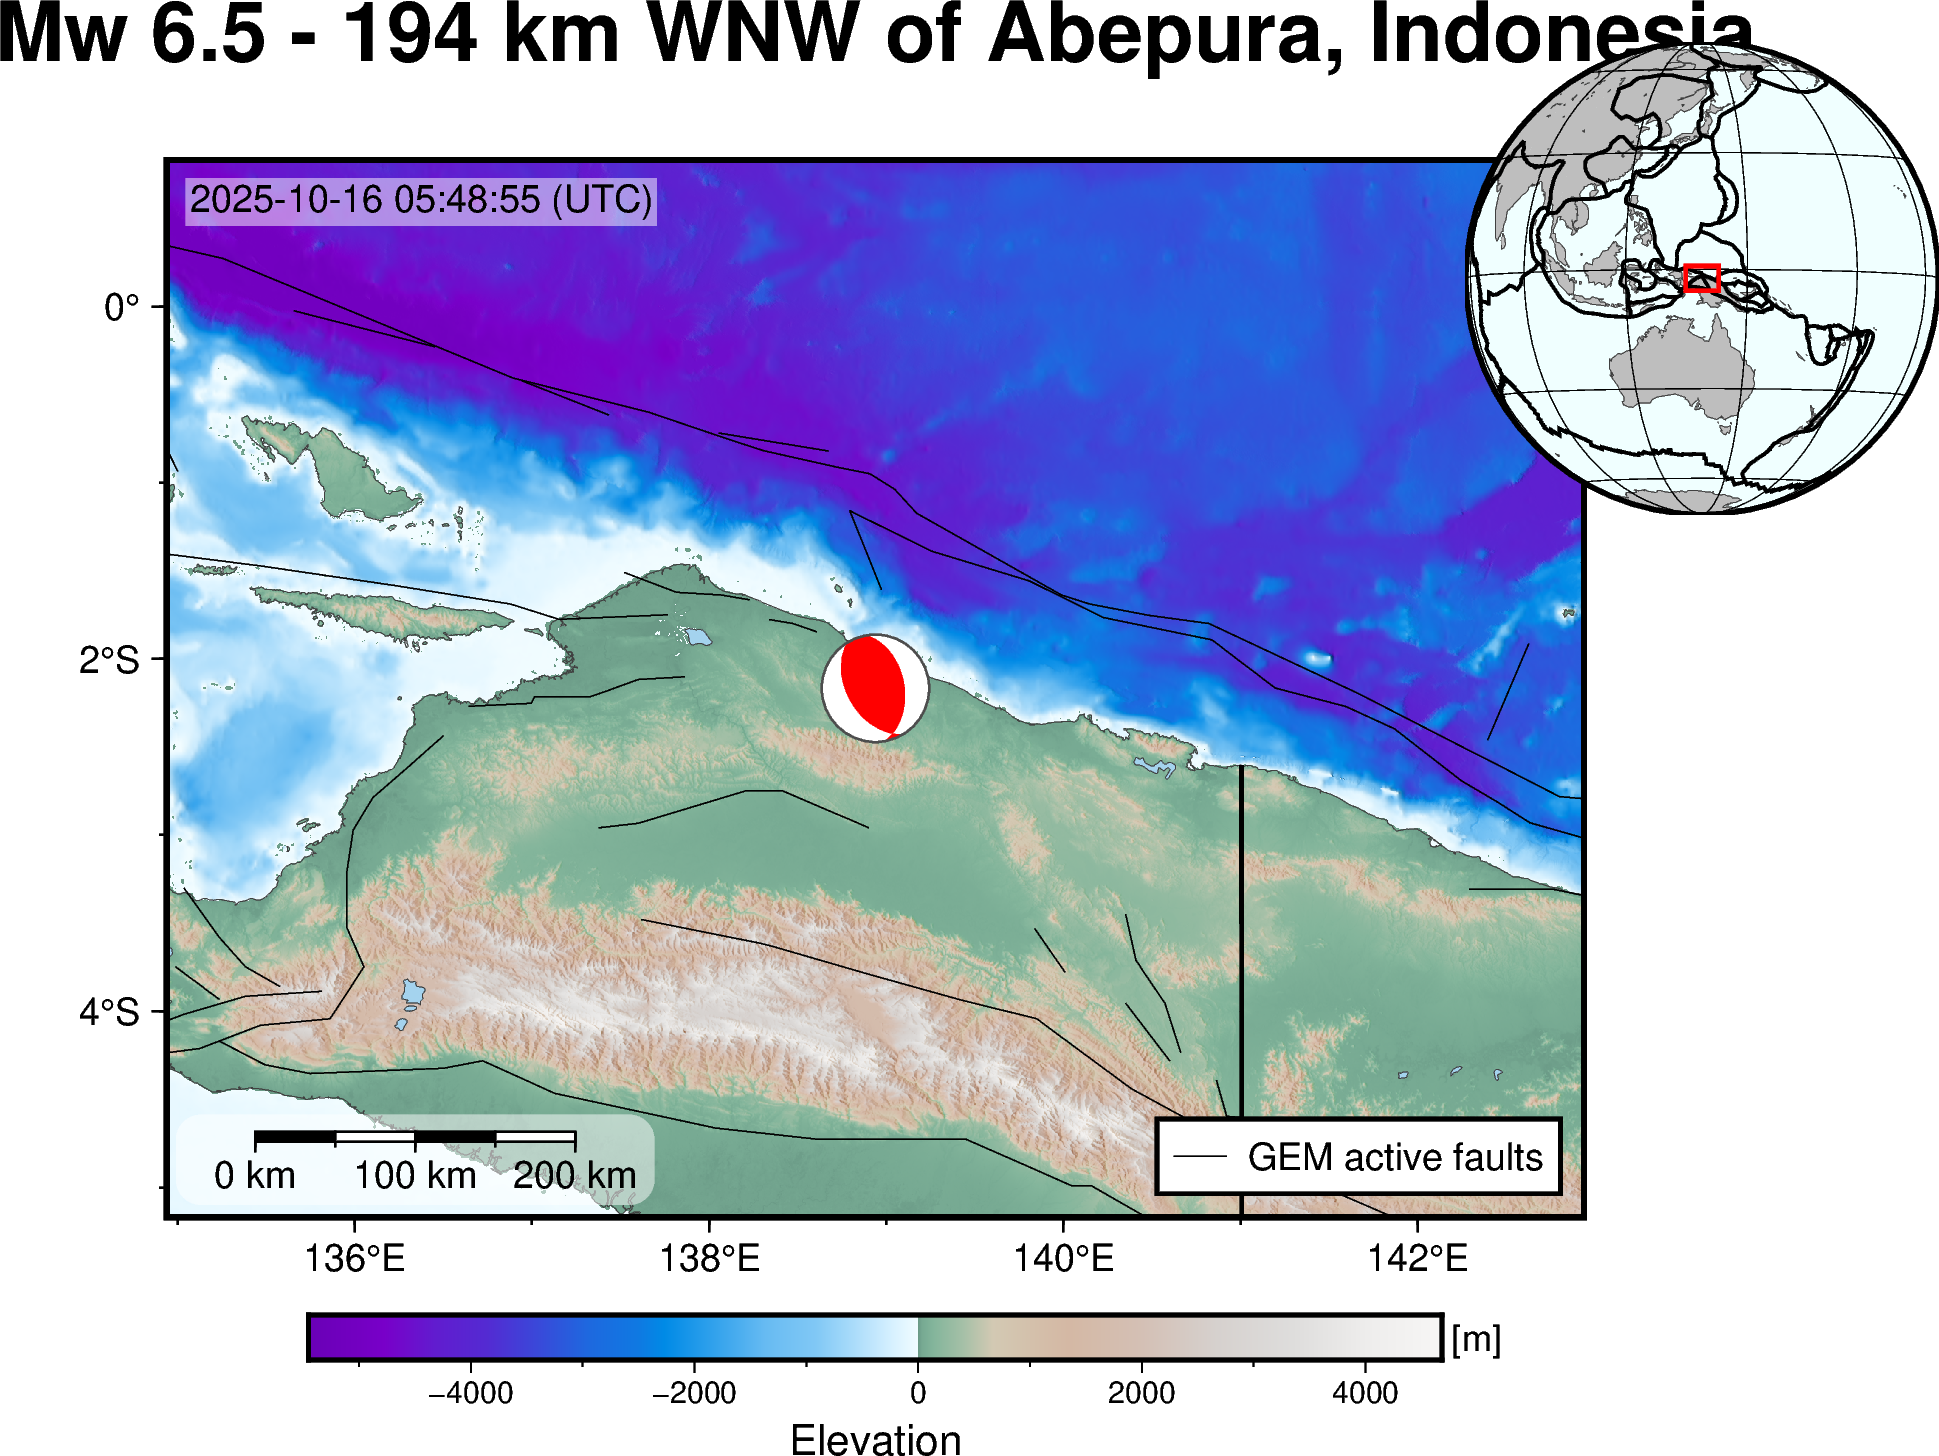 Mw 6.5 - 194 km WNW of Abepura, Indonesia
2025-10-16 05:48:55 (UTC)
0°
2°S
4°S
0 km 100 km 200 km
GEM active faults
136°E 138°E 140°E 142°E
[m]
−4000 −2000 0 2000 4000
Elevation